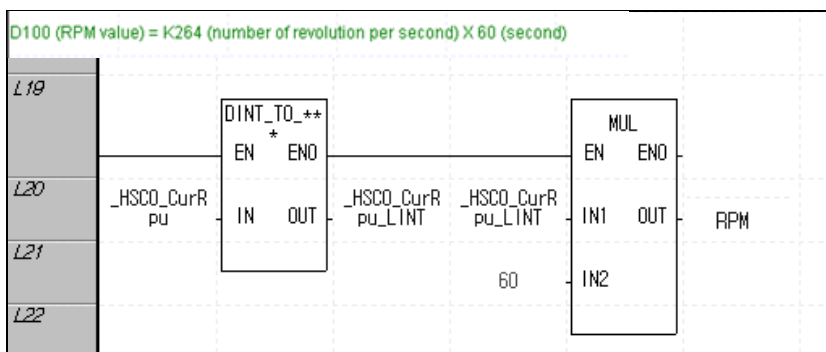 D100 (RPM value) = K264 (number of revolution per second) X 60 (second)
L19
DINT_TO_**
*
EN ENO
MUL
EN ENO
L20
_HSC0_CurR
pu
IN OUT
_HSC0_CurR
pu_LINT
_HSC0_CurR
pu_LINT
IN1 OUT
RPM
L21
60
IN2
L22